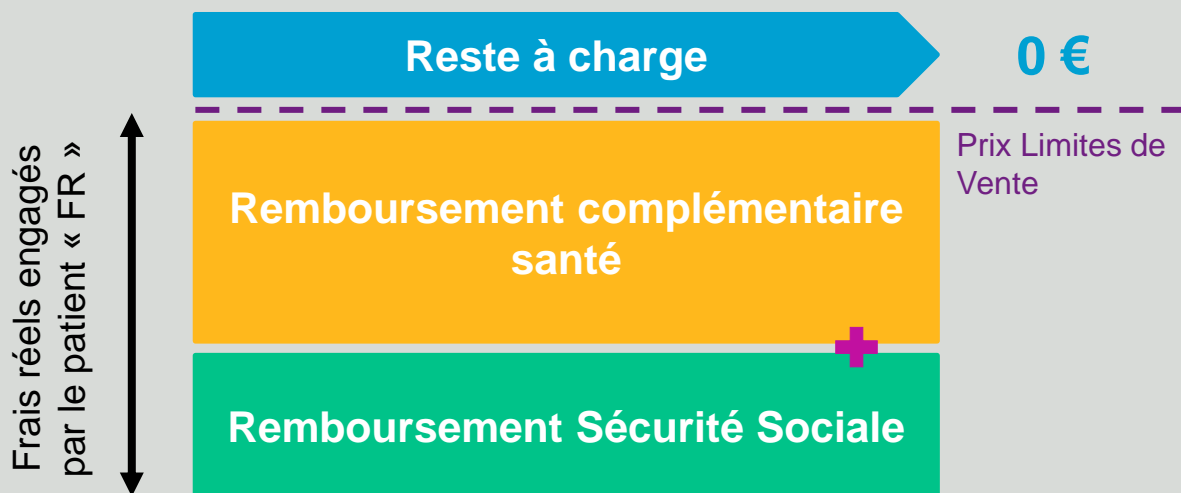 Reste à charge
0 €
Prix Limites de
Vente
Frais réels engagés
par le patient « FR »
Remboursement complémentaire
santé
Remboursement Sécurité Sociale